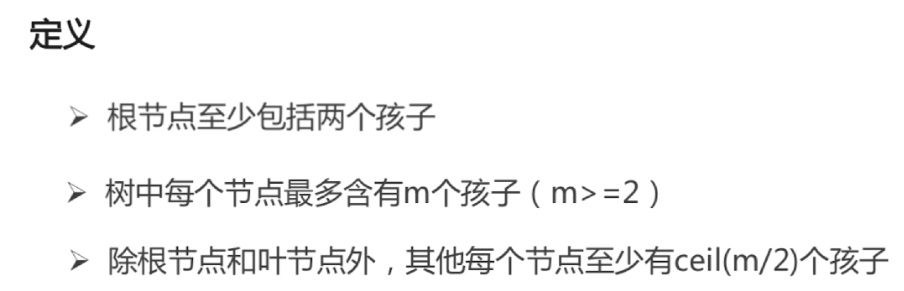 定义
➢ 根节点至少包括两个孩子
➢ 树中每个节点最多含有m个孩子（m>=2）
➢ 除根节点和叶节点外，其他每个节点至少有ceil(m/2)个孩子